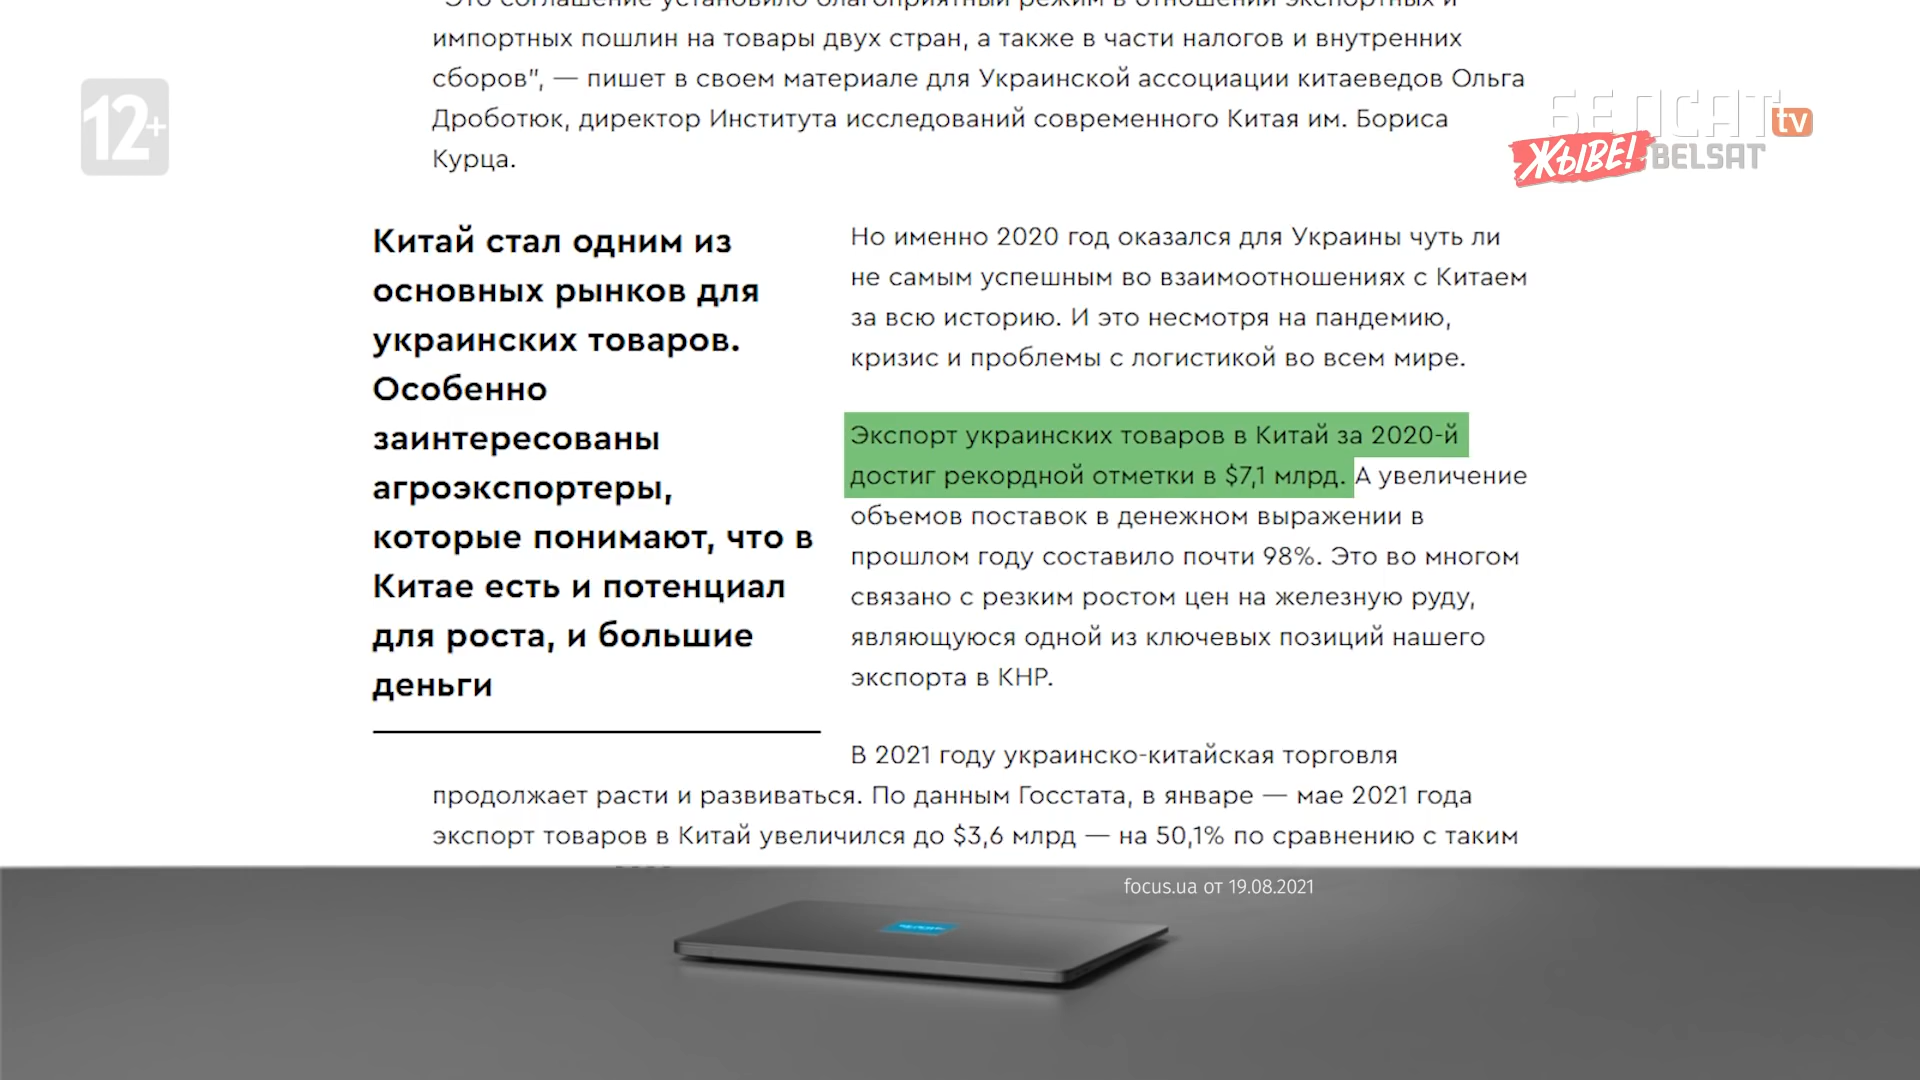 "Это соглашение установило благоприятный режим в отношении экспортных и
импортных пошлин на товары двух стран, а также в части налогов и внутренних
сборов", — пишет в своем материале для Украинской ассоциации китаеведов Ольга
Дроботюк, директор Института исследований современного Китая им. Бориса
Курца.
12+
БЕЛСАТ tv
ЖЫВЕ! BELSAT
Китай стал одним из
основных рынков для
украинских товаров.
Особенно
заинтересованы
агроэкспортеры,
которые понимают, что в
Китае есть и потенциал
для роста, и большие
деньги
Но именно 2020 год оказался для Украины чуть ли
не самым успешным во взаимоотношениях с Китаем
за всю историю. И это несмотря на пандемию,
кризис и проблемы с логистикой во всем мире.
Экспорт украинских товаров в Китай за 2020-й
достиг рекордной отметки в $7,1 млрд. А увеличение
объемов поставок в денежном выражении в
прошлом году составило почти 98%. Это во многом
связано с резким ростом цен на железную руду,
являющуюся одной из ключевых позиций нашего
экспорта в КНР.
В 2021 году украинско-китайская торговля
продолжает расти и развиваться. По данным Госстата, в январе — мае 2021 года
экспорт товаров в Китай увеличился до $3,6 млрд — на 50,1% по сравнению с таким
focus.ua от 19.08.2021